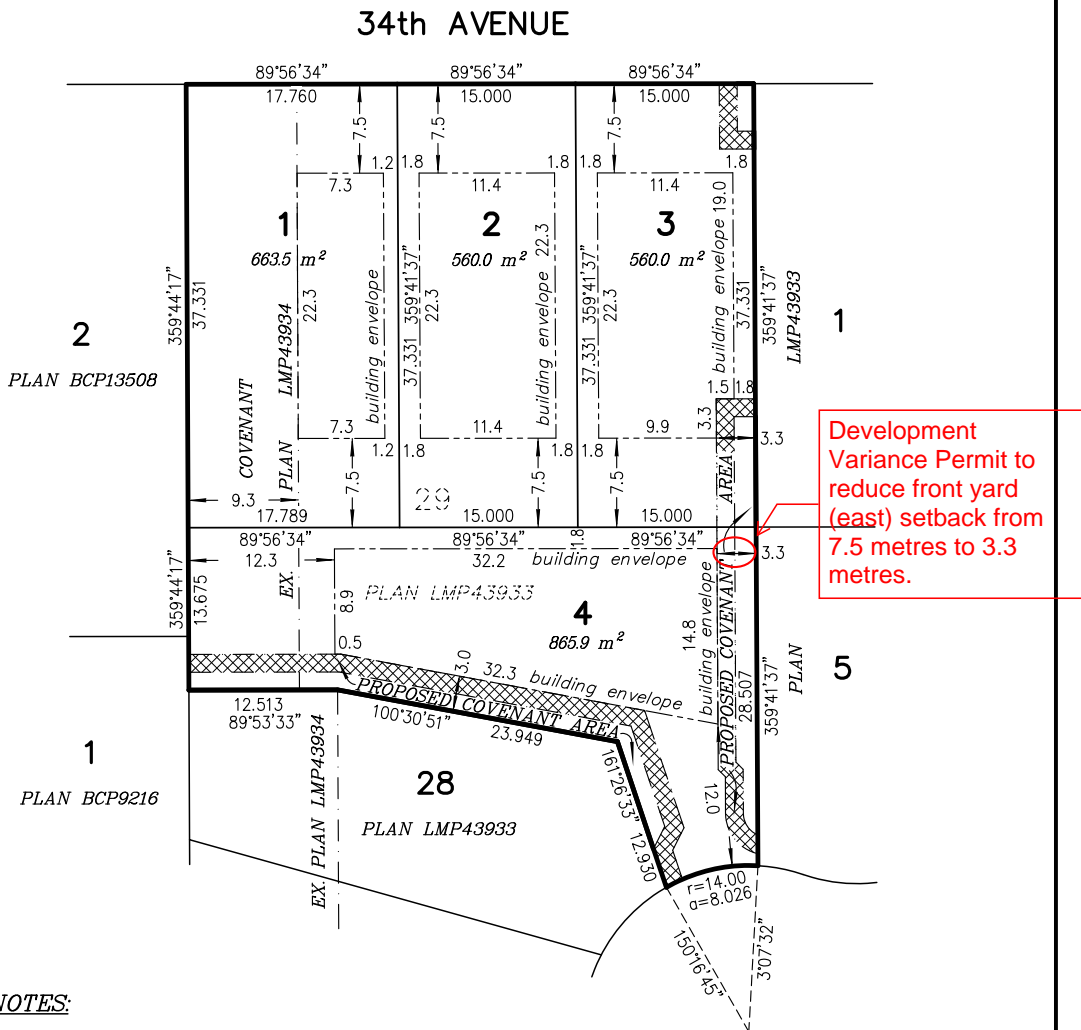 34th AVENUE
89°56'34" 89°56'34" 89°56'34"
17.760 15.000 15.000
7.5 7.5 7.5
1.2 1.8 1.8 1.8 1.8
7.3 11.4 11.4
1 2 3
663.5 m² 560.0 m² 560.0 m²
359°44'17"
37.331
22.3
LMP43934
PLAN
COVENANT
building envelope
37.331 359°41'37"
22.3
building envelope 22.3
37.331 359°41'37"
22.3
building envelope 19.0
37.331
359°41'37"
LMP43933
1
2
PLAN BCP13508
1.5 1.8
3.3
7.3 11.4 9.9 3.3
1.2 1.8 1.8 1.8
9.3 7.5 29 7.5 7.5
AREA
17.789 15.000 15.000
89°56'34" 89°56'34" 89°56'34"
Development
Variance Permit to
reduce front yard
(east) setback from
7.5 metres to 3.3
metres.
12.3 32.2 building envelope 1.8 3.3
359°44'17"
13.675
EX.
8.9 PLAN LMP43933
4
865.9 m²
0.5 3.0 32.3 building envelope
14.8
building envelope
PROPOSED COVENANT
28.507
359°41'37"
PLAN
5
PROPOSED COVENANT AREA
12.513
89°53'33"
100°30'51"
23.949
161°26'33" 12.930
12.0
1
PLAN BCP9216
EX. PLAN LMP43934
28
PLAN LMP43933
r=14.00
a=8.026
150°16'45"
3°07'32"
NOTES: